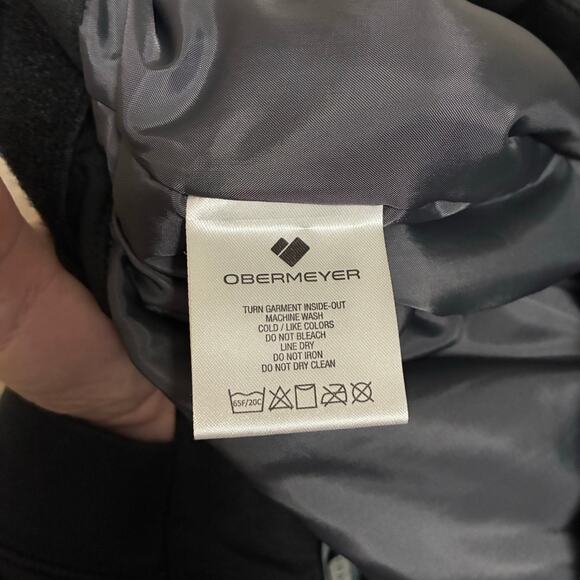 OBERMEYER
TURN GARMENT INSIDE-OUT
MACHINE WASH
COLD / LIKE COLORS
DO NOT BLEACH
LINE DRY
DO NOT IRON
DO NOT DRY CLEAN
65F/20C